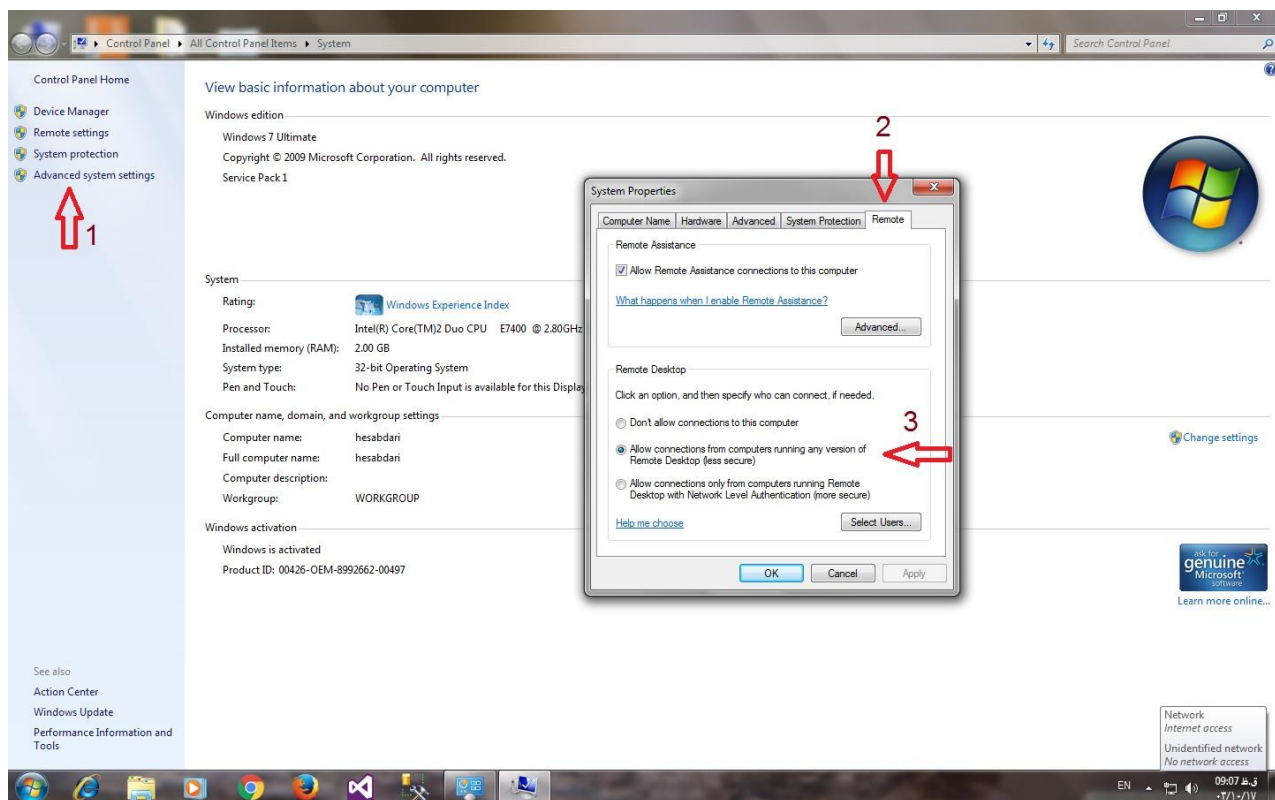 Control Panel ▸ All Control Panel Items ▸ System
Search Control Panel
Control Panel Home
Device Manager
Remote settings
System protection
Advanced system settings
1
View basic information about your computer
Windows edition
Windows 7 Ultimate
Copyright © 2009 Microsoft Corporation. All rights reserved.
Service Pack 1
2
System Properties
Computer Name Hardware Advanced System Protection Remote
Remote Assistance
Allow Remote Assistance connections to this computer
What happens when I enable Remote Assistance?
Advanced...
Remote Desktop
Click an option, and then specify who can connect, if needed.
Don't allow connections to this computer
3
Allow connections from computers running any version of
Remote Desktop (less secure)
Allow connections only from computers running Remote
Desktop with Network Level Authentication (more secure)
Help me choose
Select Users...
OK Cancel Apply
System
Rating: Windows Experience Index
Processor: Intel(R) Core(TM)2 Duo CPU E7400 @ 2.80GHz
Installed memory (RAM): 2.00 GB
System type: 32-bit Operating System
Pen and Touch: No Pen or Touch Input is available for this Display
Computer name, domain, and workgroup settings
Computer name: hesabdari
Change settings
Full computer name: hesabdari
Computer description:
Workgroup: WORKGROUP
Windows activation
Windows is activated
Product ID: 00426-OEM-8992662-00497
ask for
genuine
Microsoft
software
Learn more online...
See also
Action Center
Windows Update
Performance Information and
Tools
Network
Internet access
Unidentified network
No network access
EN
09:07 ق.ظ